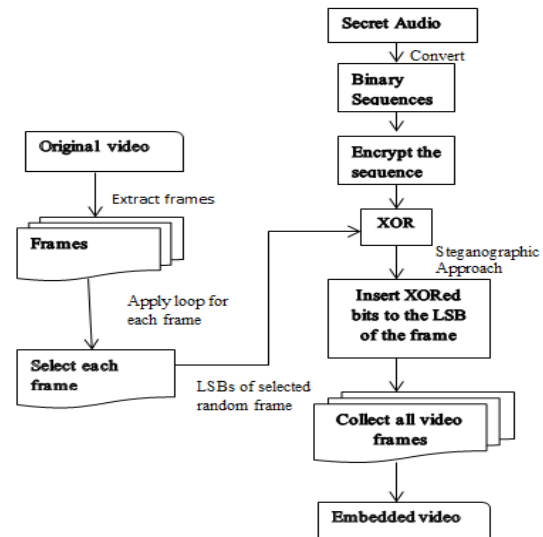 Secret Audio
Convert
Binary
Sequences
Encrypt the
sequence
Original video
Extract frames
Frames
XOR
Steganographic
Approach
Apply loop for
each frame
Insert XORed
bits to the LSB
of the frame
Select each
frame
LSBs of selected
random frame
Collect all video
frames
Embedded video